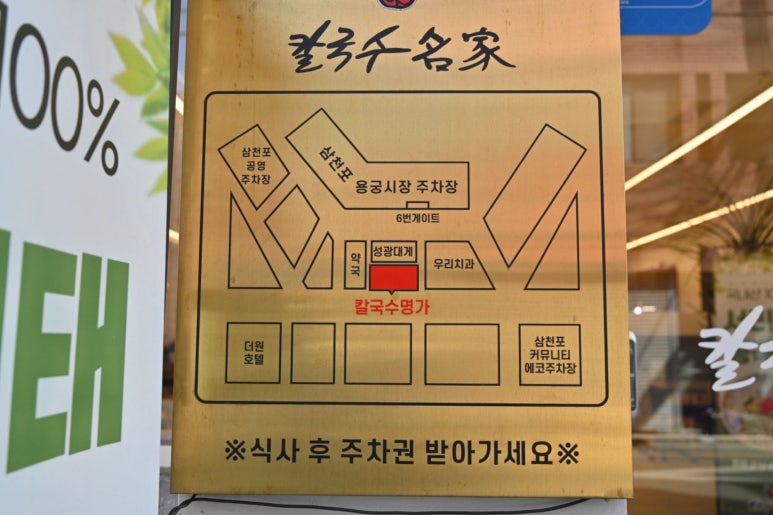 100%
칼국수 名家
삼천포
공영
주차장
삼천포
용궁시장 주차장
6번게이트
약
국
성광대게
우리치과
칼국수명가
더원
호텔
삼천포
커뮤니티
에코주차장
※식사 후 주차권 받아가세요※